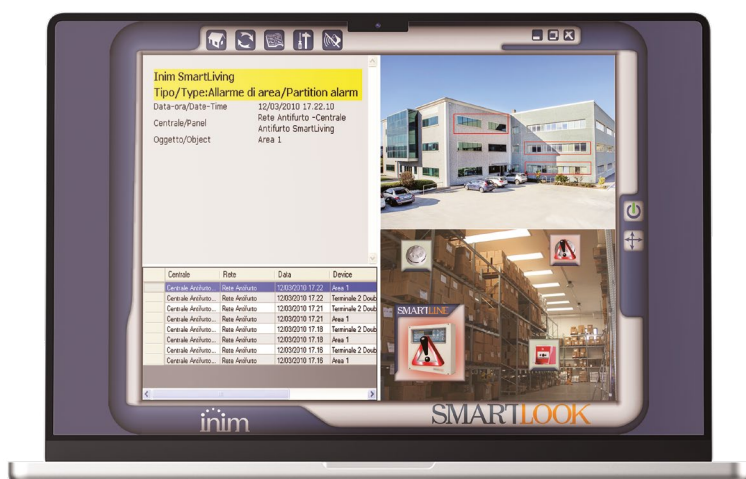 Inim SmartLiving
Tipo/Type:Allarme di area/Partition alarm
Data-ora/Date-Time 12/03/2010 17.22.10
Centrale/Panel Rete Antifurto -Centrale
Antifurto SmartLiving
Oggetto/Object Area 1
Centrale Rete Data Device
Centrale Antifurto... Rete Antifurto 12/03/2010 17.22 Area 1
Centrale Antifurto... Rete Antifurto 12/03/2010 17.22 Terminale 2 Doub
Centrale Antifurto... Rete Antifurto 12/03/2010 17.21 Terminale 2 Doub
Centrale Antifurto... Rete Antifurto 12/03/2010 17.21 Area 1
Centrale Antifurto... Rete Antifurto 12/03/2010 17.18 Terminale 2 Doub
Centrale Antifurto... Rete Antifurto 12/03/2010 17.18 Area 1
Centrale Antifurto... Rete Antifurto 12/03/2010 17.16 Terminale 2 Doub
Centrale Antifurto... Rete Antifurto 12/03/2010 17.16 Area 1
SMARTLINE
inim
SMARTLOOK